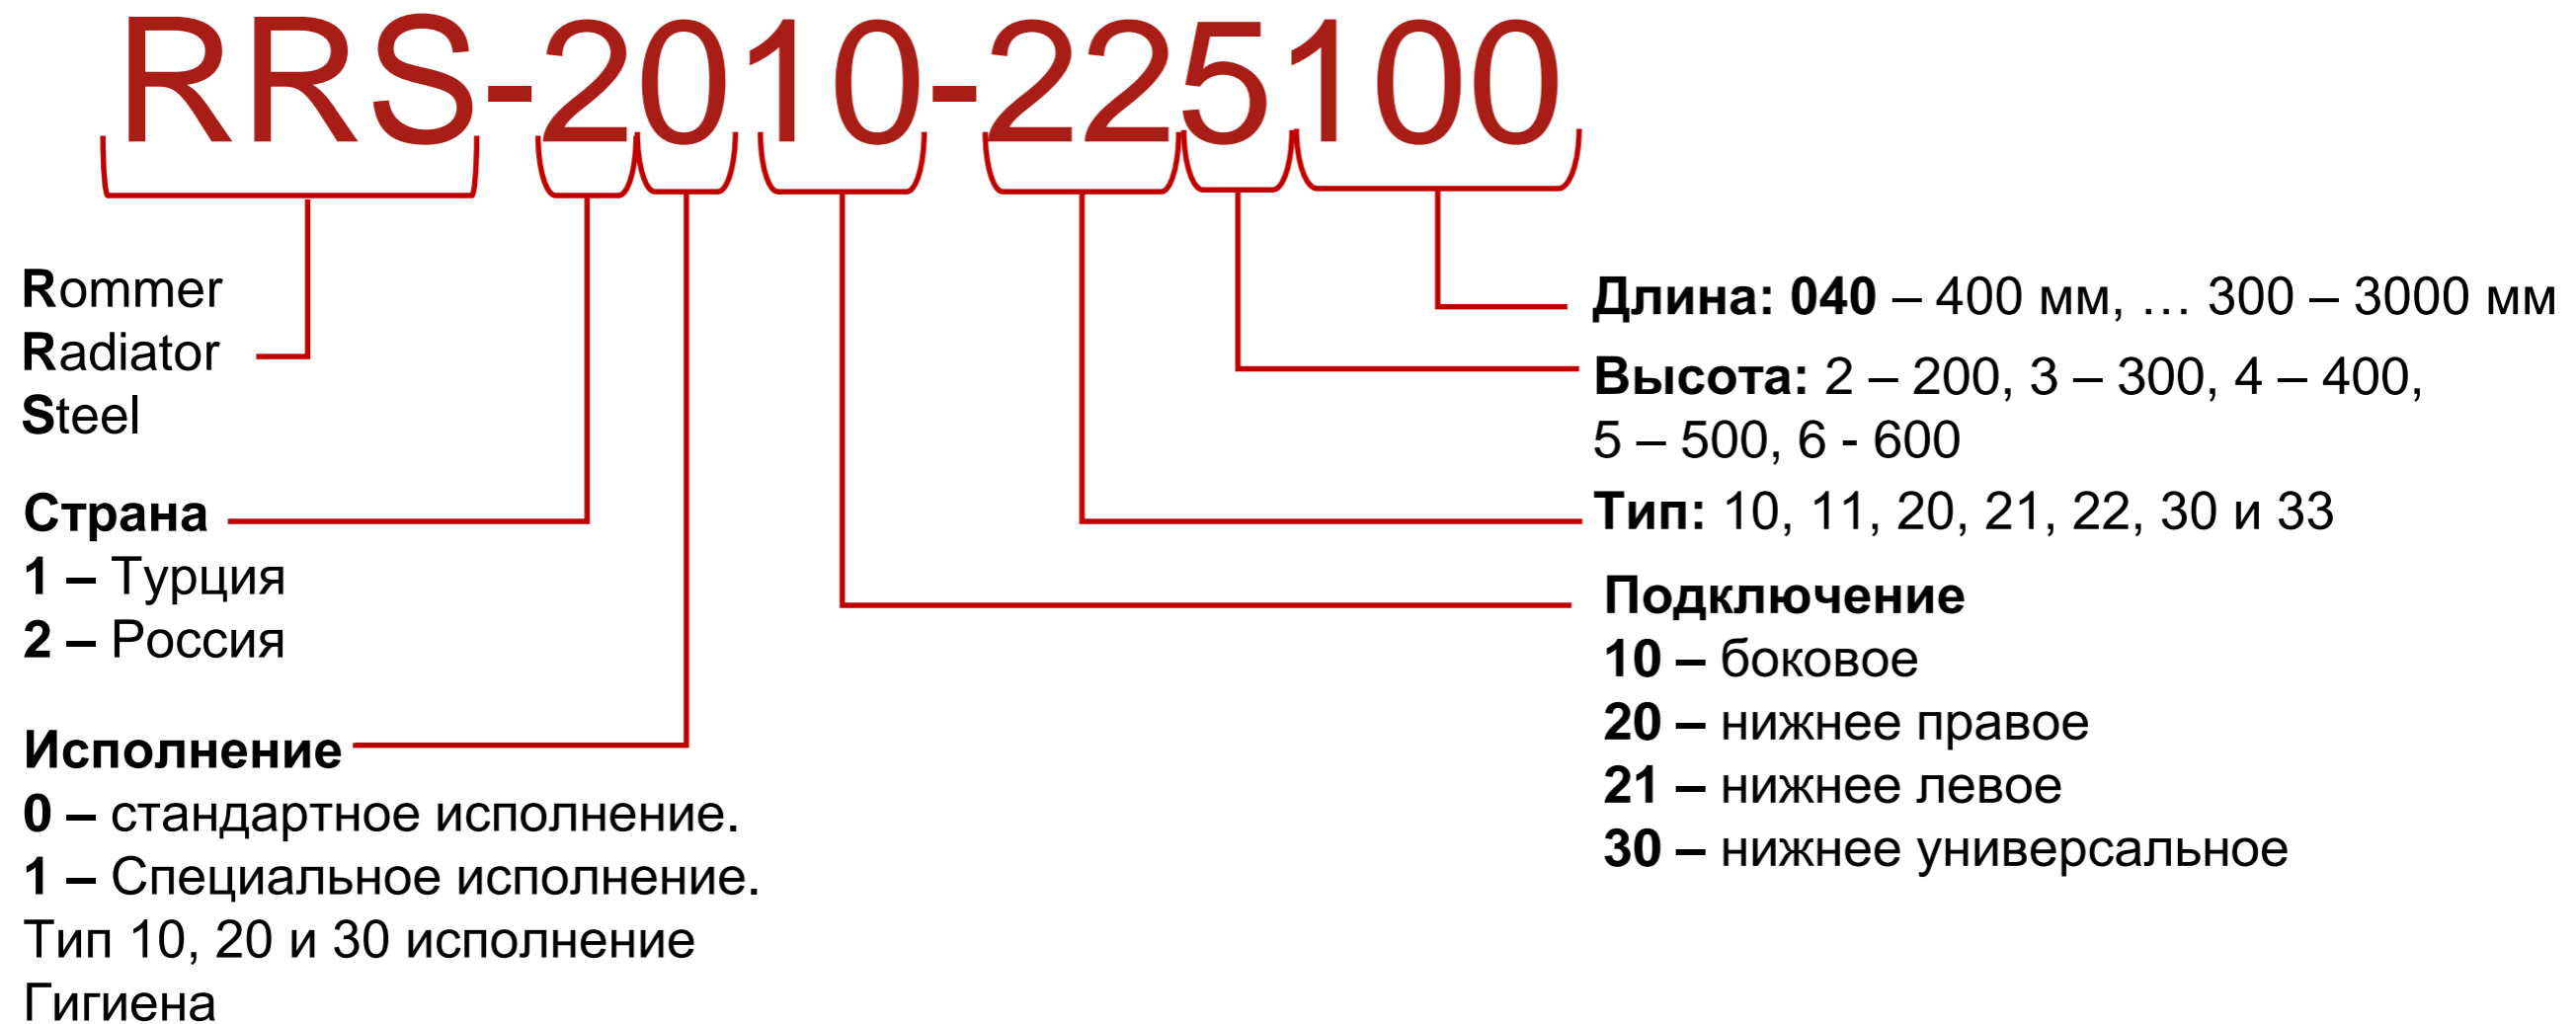 RRS-2010-225100
Rommer
Radiator
Steel
Страна
1 – Турция
2 – Россия
Исполнение
0 – стандартное исполнение.
1 – Специальное исполнение.
Тип 10, 20 и 30 исполнение
Гигиена
Длина: 040 – 400 мм, … 300 – 3000 мм
Высота: 2 – 200, 3 – 300, 4 – 400,
5 – 500, 6 - 600
Тип: 10, 11, 20, 21, 22, 30 и 33
Подключение
10 – боковое
20 – нижнее правое
21 – нижнее левое
30 – нижнее универсальное